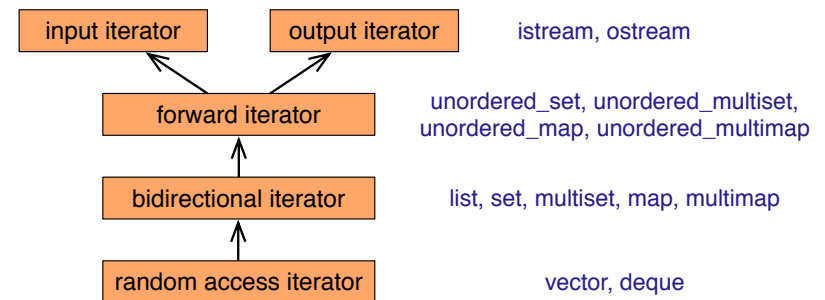 input iterator
output iterator
istream, ostream
forward iterator
unordered_set, unordered_multiset,
unordered_map, unordered_multimap
bidirectional iterator
list, set, multiset, map, multimap
random access iterator
vector, deque